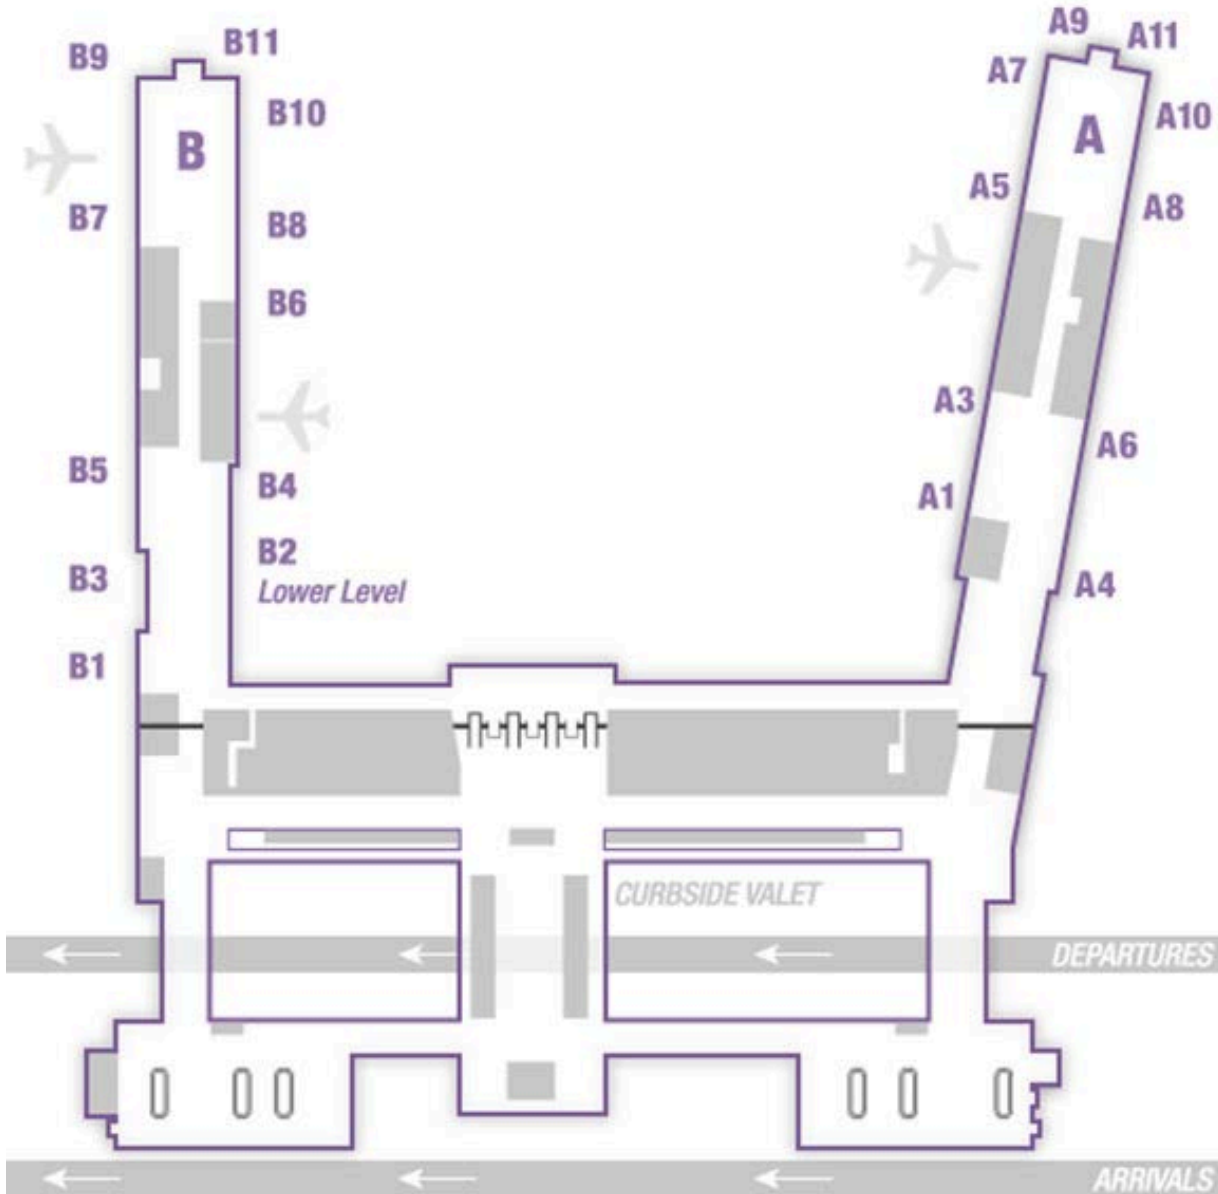 A9
A11
B11
B9
A7
B10
A10
B
A
A5
A8
B7
B8
B6
A3
A6
B5
B4
A1
B2
Lower Level
B3
A4
B1
CURBSIDE VALET
DEPARTURES
ARRIVALS